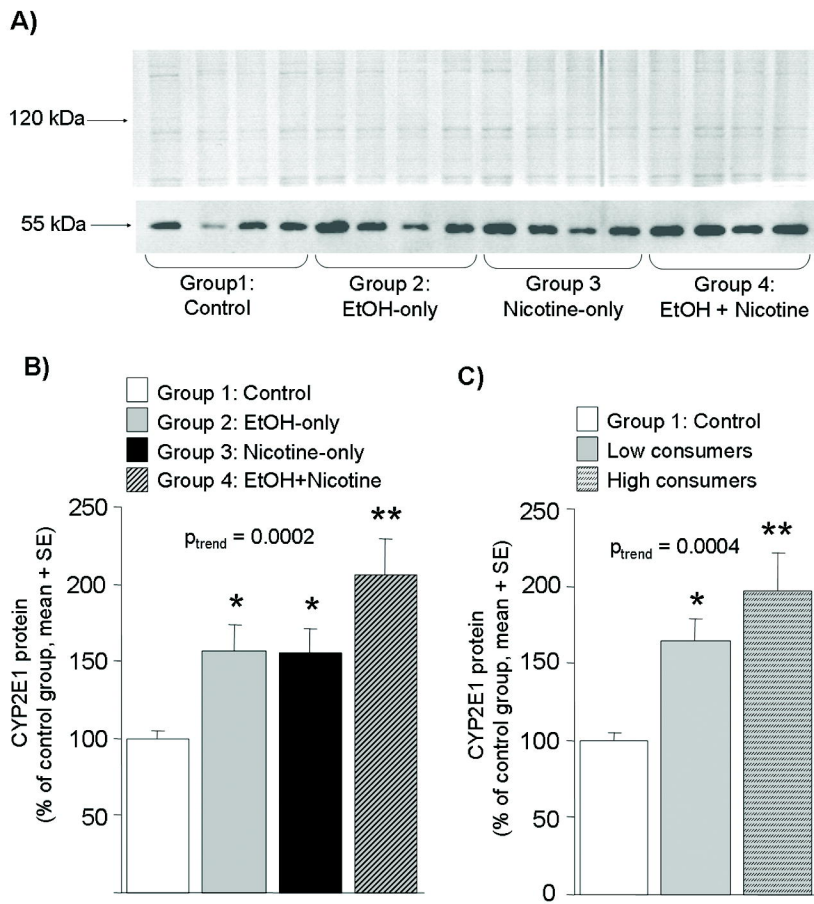 A)
120 kDa
55 kDa
Group1:
Control
Group 2:
EtOH-only
Group 3
Nicotine-only
Group 4:
EtOH + Nicotine
B)
Group 1: Control
Group 2: EtOH-only
Group 3: Nicotine-only
Group 4: EtOH+Nicotine
CYP2E1 protein
(% of control group, mean + SE)
250
200
150
100
50
ptrend = 0.0002
*
*
**
C)
Group 1: Control
Low consumers
High consumers
CYP2E1 protein
(% of control group, mean + SE)
250
200
150
100
50
0
ptrend = 0.0004
*
**